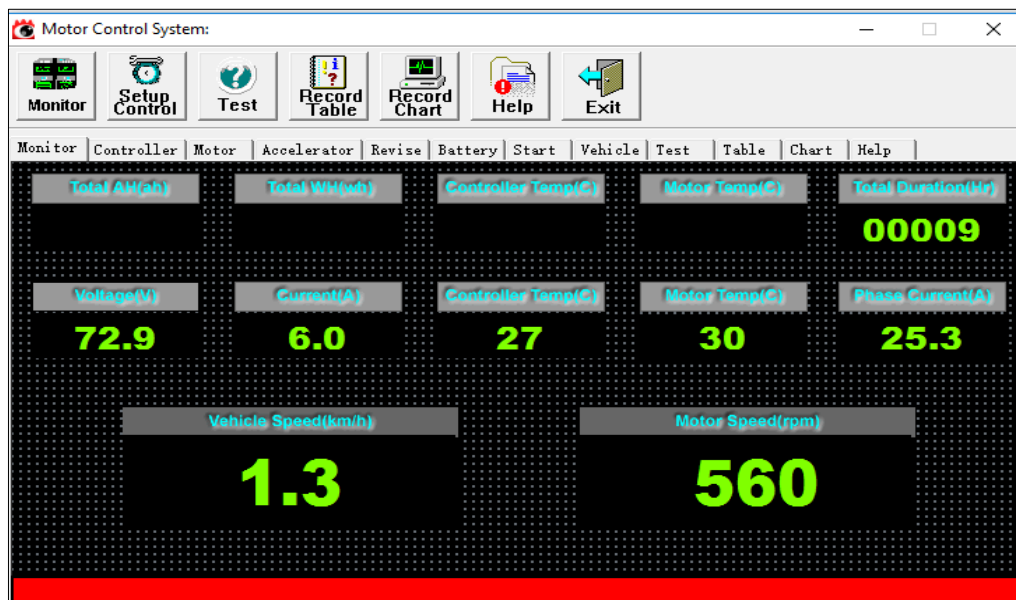 Motor Control System:
Monitor
Setup
Control
Test
Record
Table
Record
Chart
Help
Exit
Monitor Controller Motor Accelerator Revise Battery Start Vehicle Test Table Chart Help
Total AH(ah) Total WH(wh) Controller Temp(C) Motor Temp(C) Total Duration(Hr)
00009
Voltage(V) Current(A) Controller Temp(C) Motor Temp(C) Phase Current(A)
72.9 6.0 27 30 25.3
Vehicle Speed(km/h) Motor Speed(rpm)
1.3 560